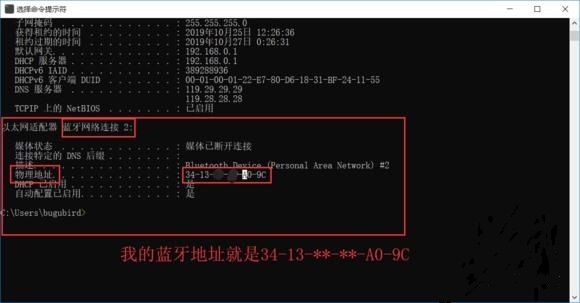 选择命令提示符
子网掩码 . . . . . . . . . . . . : 255.255.255.0
获得租约的时间 . . . . . . . . . : 2019年10月25日 12:26:36
租约过期的时间 . . . . . . . . . : 2019年10月27日 0:26:31
默认网关. . . . . . . . . . . . . : 192.168.0.1
DHCP 服务器 . . . . . . . . . . . : 192.168.0.1
DHCPv6 IAID . . . . . . . . . . . : 389288936
DHCPv6 客户端 DUID . . . . . . . : 00-01-00-01-22-E7-80-D6-18-31-BF-24-11-55
DNS 服务器 . . . . . . . . . . . : 119.29.29.29
119.28.28.28
TCPIP 上的 NetBIOS . . . . . . . : 已启用
以太网适配器 蓝牙网络连接 2:
媒体状态 . . . . . . . . . . . . : 媒体已断开连接
连接特定的 DNS 后缀 . . . . . . . :
描述. . . . . . . . . . . . . . . : Bluetooth Device (Personal Area Network) #2
物理地址. . . . . . . . . . . . . : 34-13- - -A0-9C
DHCP 已启用 . . . . . . . . . . . : 是
自动配置已启用. . . . . . . . . . : 是
C:\Users\bugubird>
我的蓝牙地址就是34-13-**-**-A0-9C